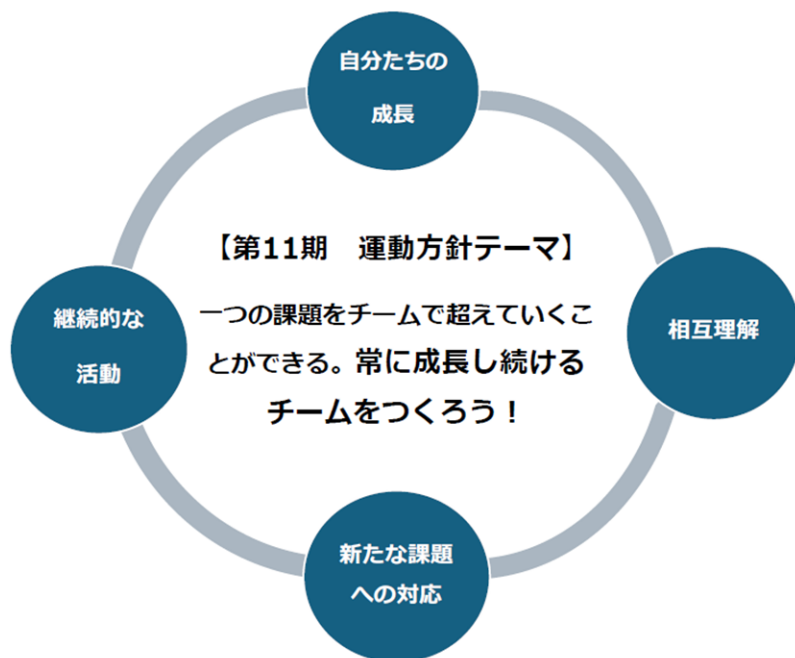 自分たちの
成長
【第11期　運動方針テーマ】
一つの課題をチームで超えていくこ
とができる。常に成長し続ける
チームをつくろう！
継続的な
活動
相互理解
新たな課題
への対応